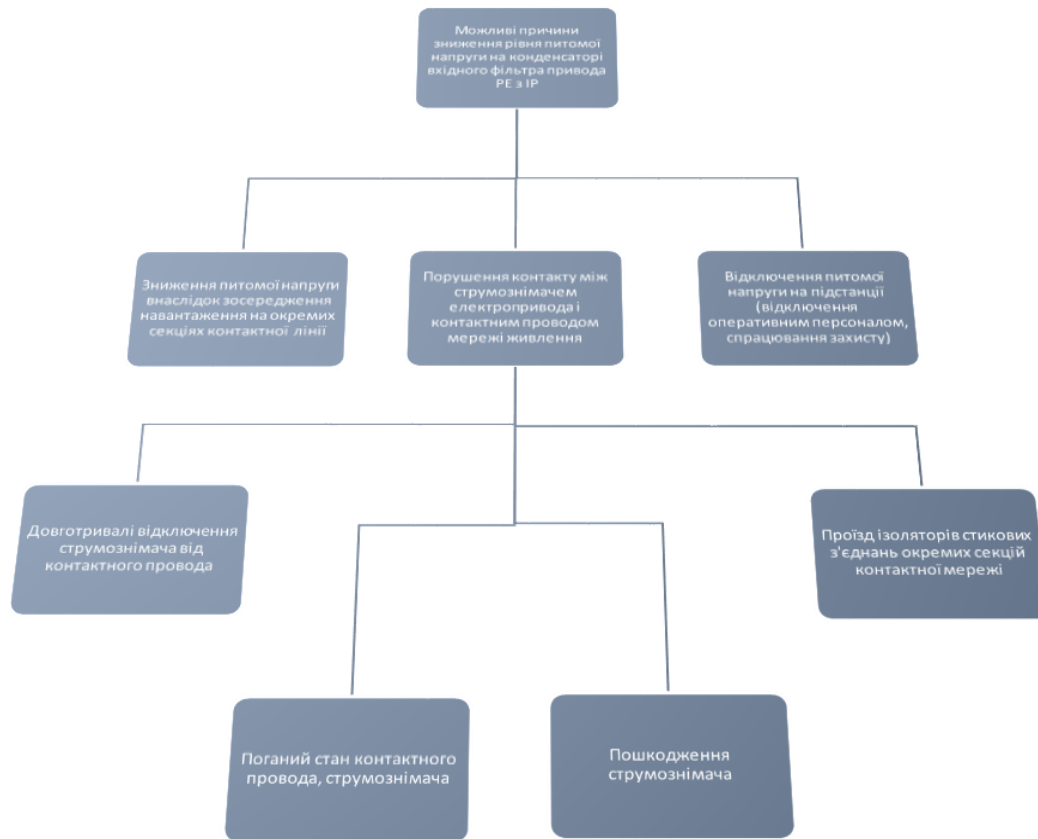 Можливі причини
зниження рівня питомої
напруги на конденсаторі
вхідного фільтра привода
РЕ з ІР
Зниження питомої напруги
внаслідок зосередження
навантаження на окремих
секціях контактної лінії
Порушення контакту між
струмознімачем
електропривода і
контактним проводом
мережі живлення
Відключення питомої
напруги на підстанції
(відключення
оперативним персоналом,
спрацювання захисту)
Довготривалі відключення
струмознімача від
контактного провода
Проїзд ізоляторів стикових
з'єднань окремих секцій
контактної мережі
Поганий стан контактного
провода, струмознімача
Пошкодження
струмознімача